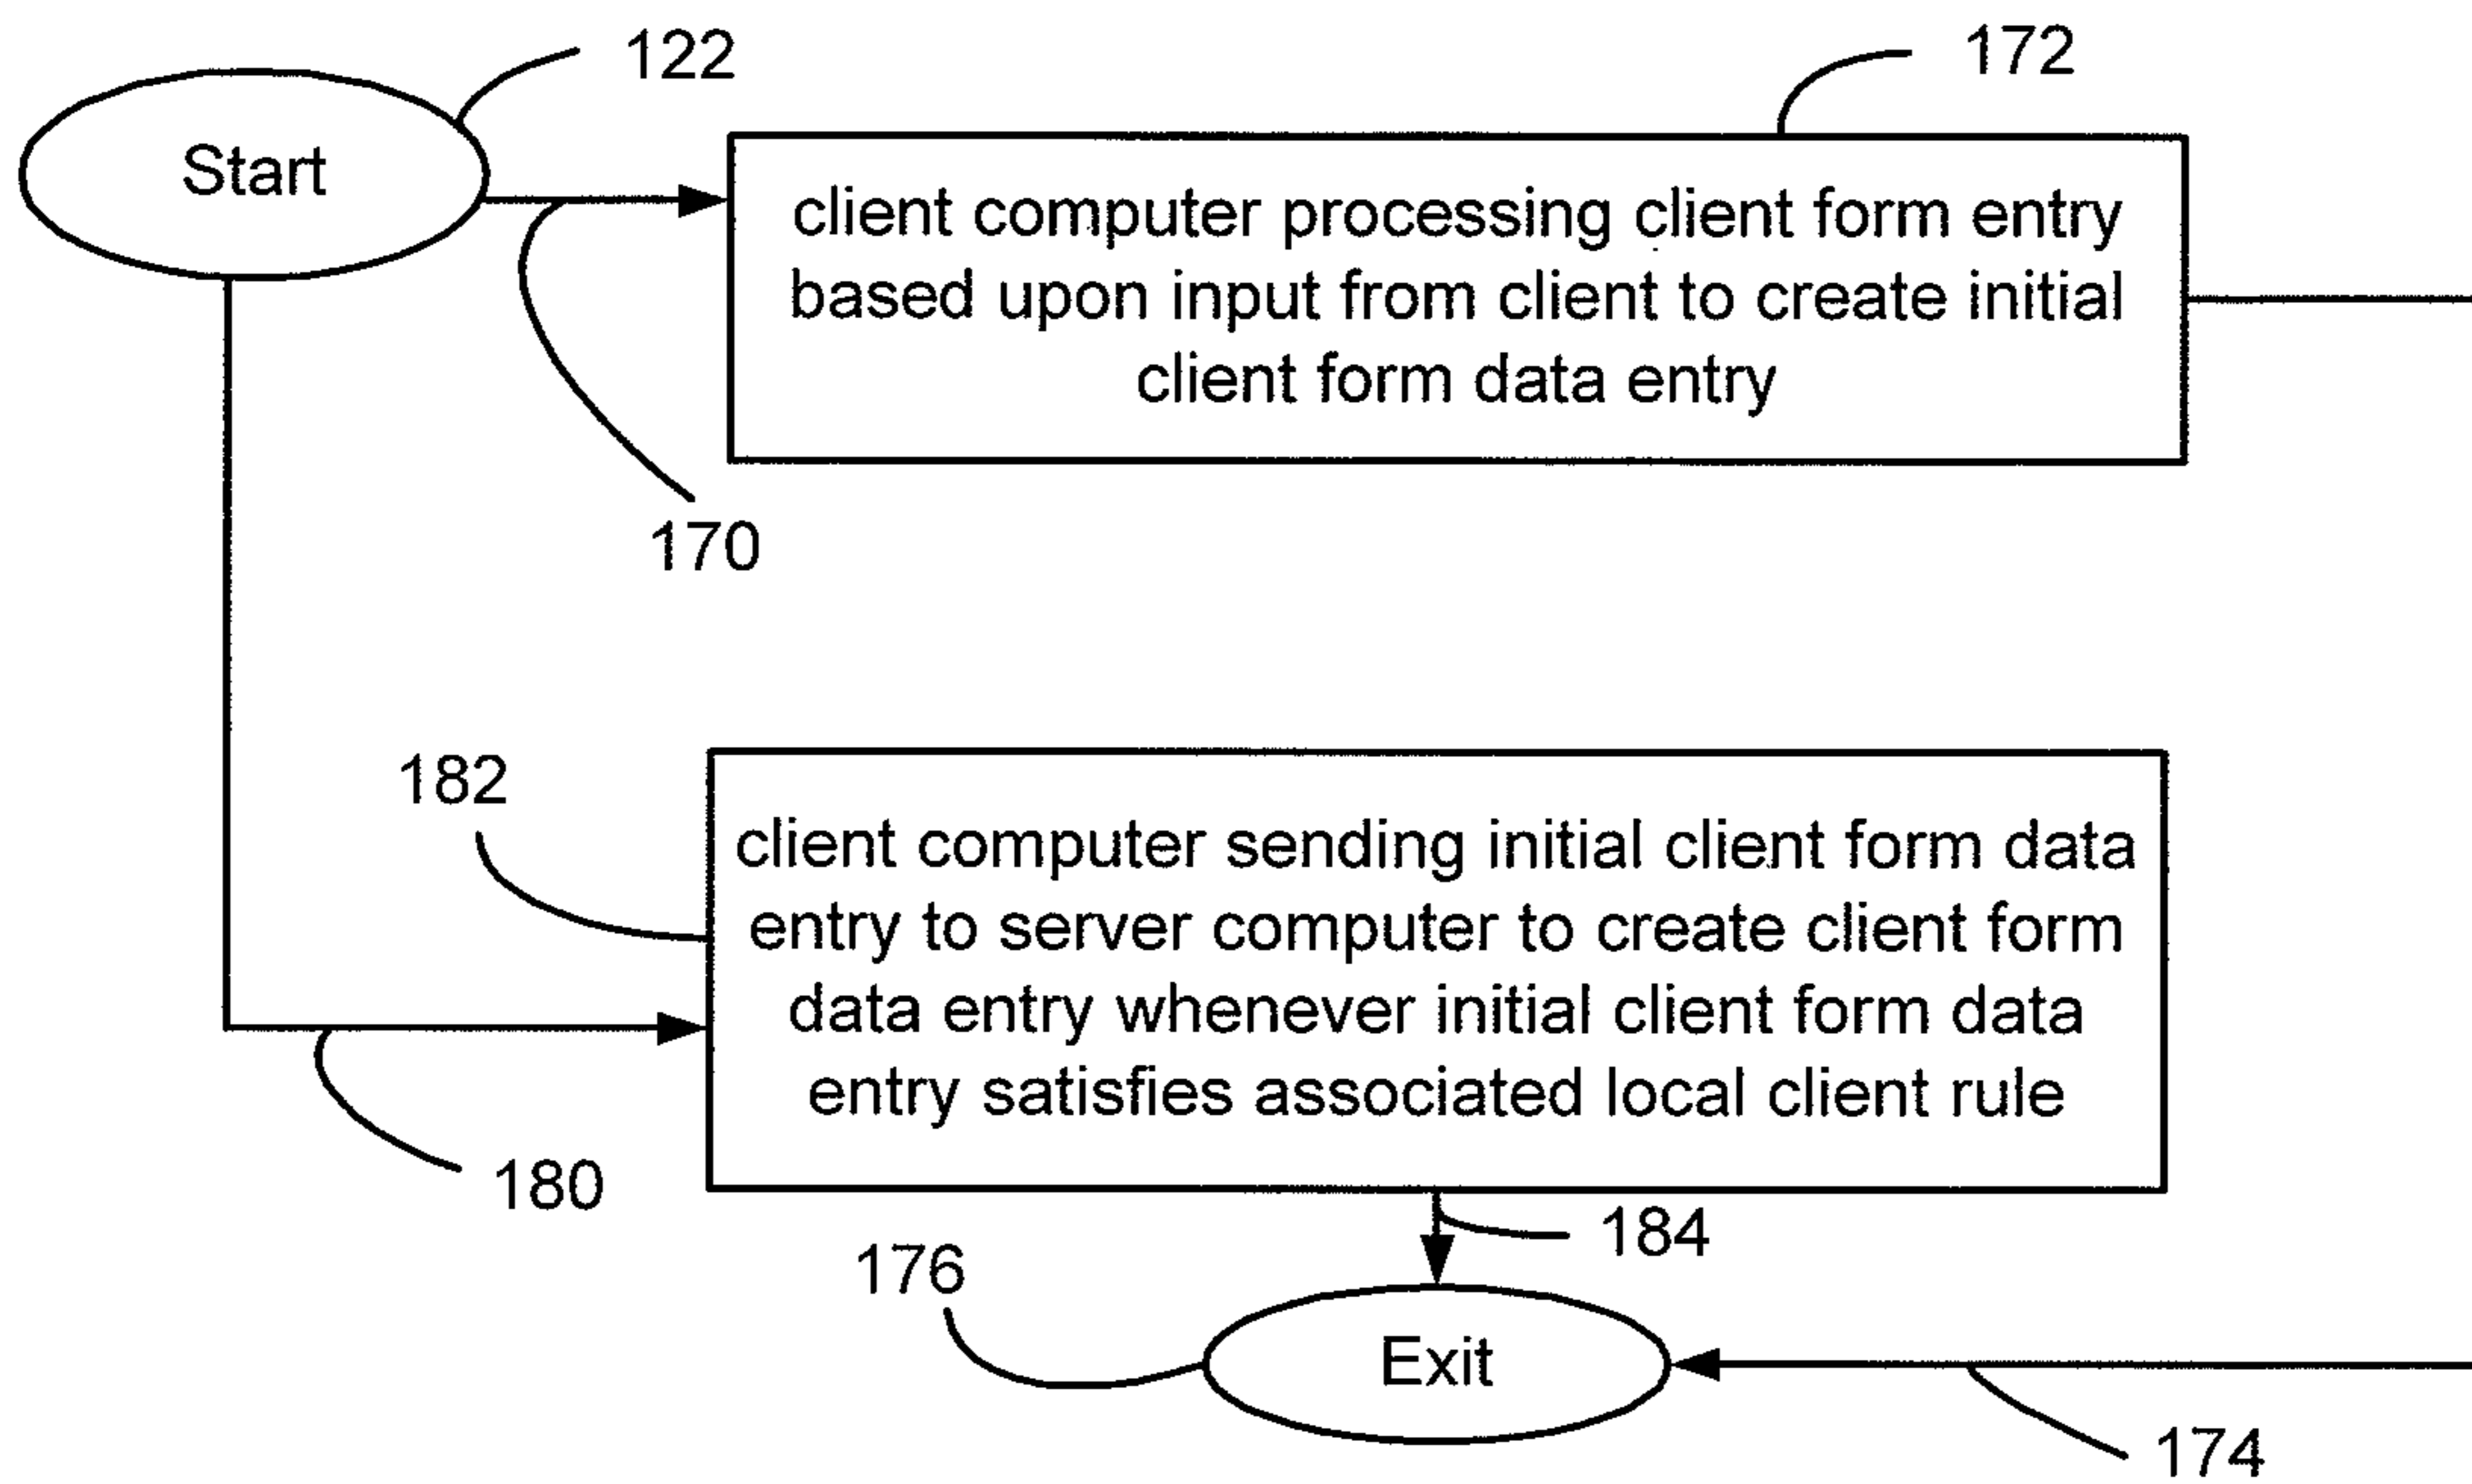 122
172
Start
client computer processing client form entry
based upon input from client to create initial
client form data entry
170
182
client computer sending initial client form data
entry to server computer to create client form
data entry whenever initial client form data
entry satisfies associated local client rule
180
184
176
Exit
174